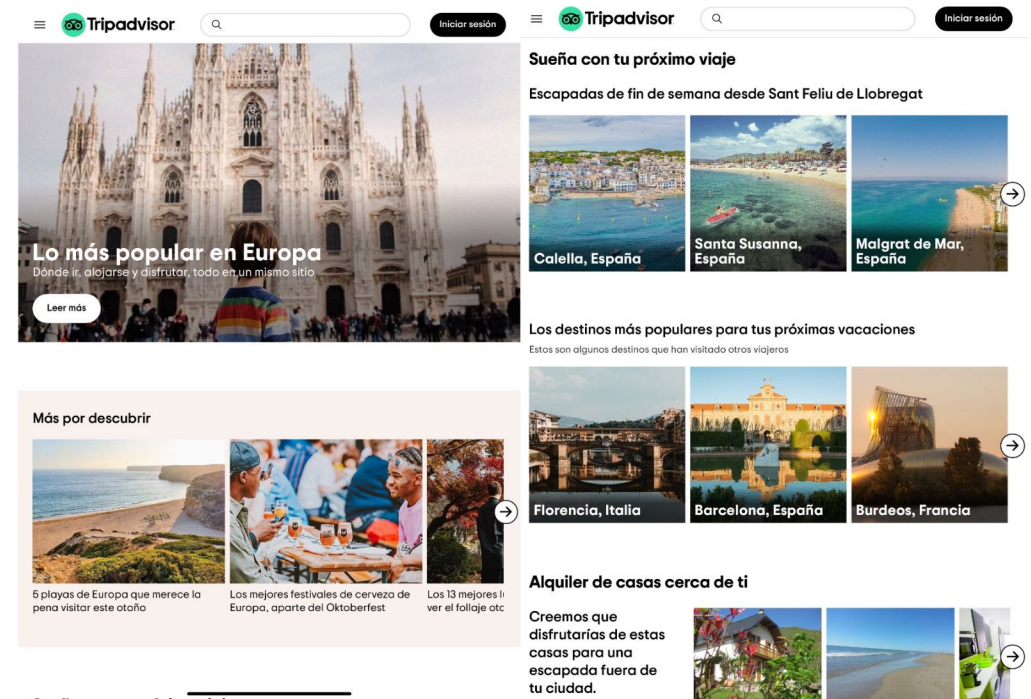 Tripadvisor
Iniciar sesión
Lo más popular en Europa
Dónde ir, alojarse y disfrutar, todo en un mismo sitio
Leer más
Más por descubrir
5 playas de Europa que merece la
pena visitar este otoño
Los mejores festivales de cerveza de
Europa, aparte del Oktoberfest
Los 13 mejores
ver el follaje
Tripadvisor
Iniciar sesión
Sueña con tu próximo viaje
Escapadas de fin de semana desde Sant Feliu de Llobregat
Calella, España
Santa Susanna,
España
Malgrat de Mar,
España
Los destinos más populares para tus próximas vacaciones
Estos son algunos destinos que han visitado otros viajeros
Florencia, Italia
Barcelona, España
Burdeos, Francia
Alquiler de casas cerca de ti
Creemos que
disfrutarías de estas
casas para una
escapada fuera de
tu ciudad.